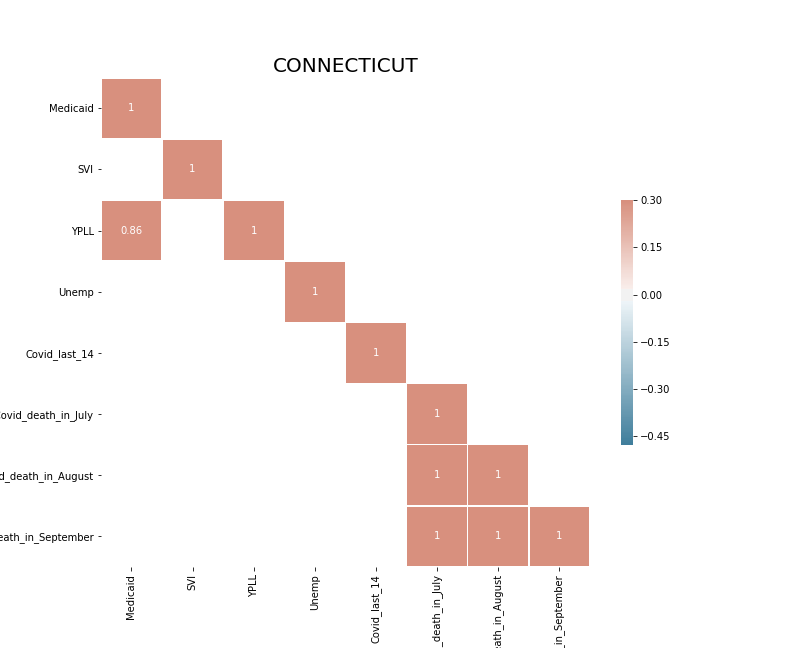 CONNECTICUT
Medicaid
1
SVI
1
YPLL
0.86
1
Unemp
1
Covid_last_14
1
ovid_death_in_July
1
d_death_in_August
1
1
eath_in_September
1
1
1
Medicaid
SVI
YPLL
Unemp
Covid_last_14
_death_in_July
ath_in_August
_in_September
0.30
0.15
0.00
−0.15
−0.30
−0.45